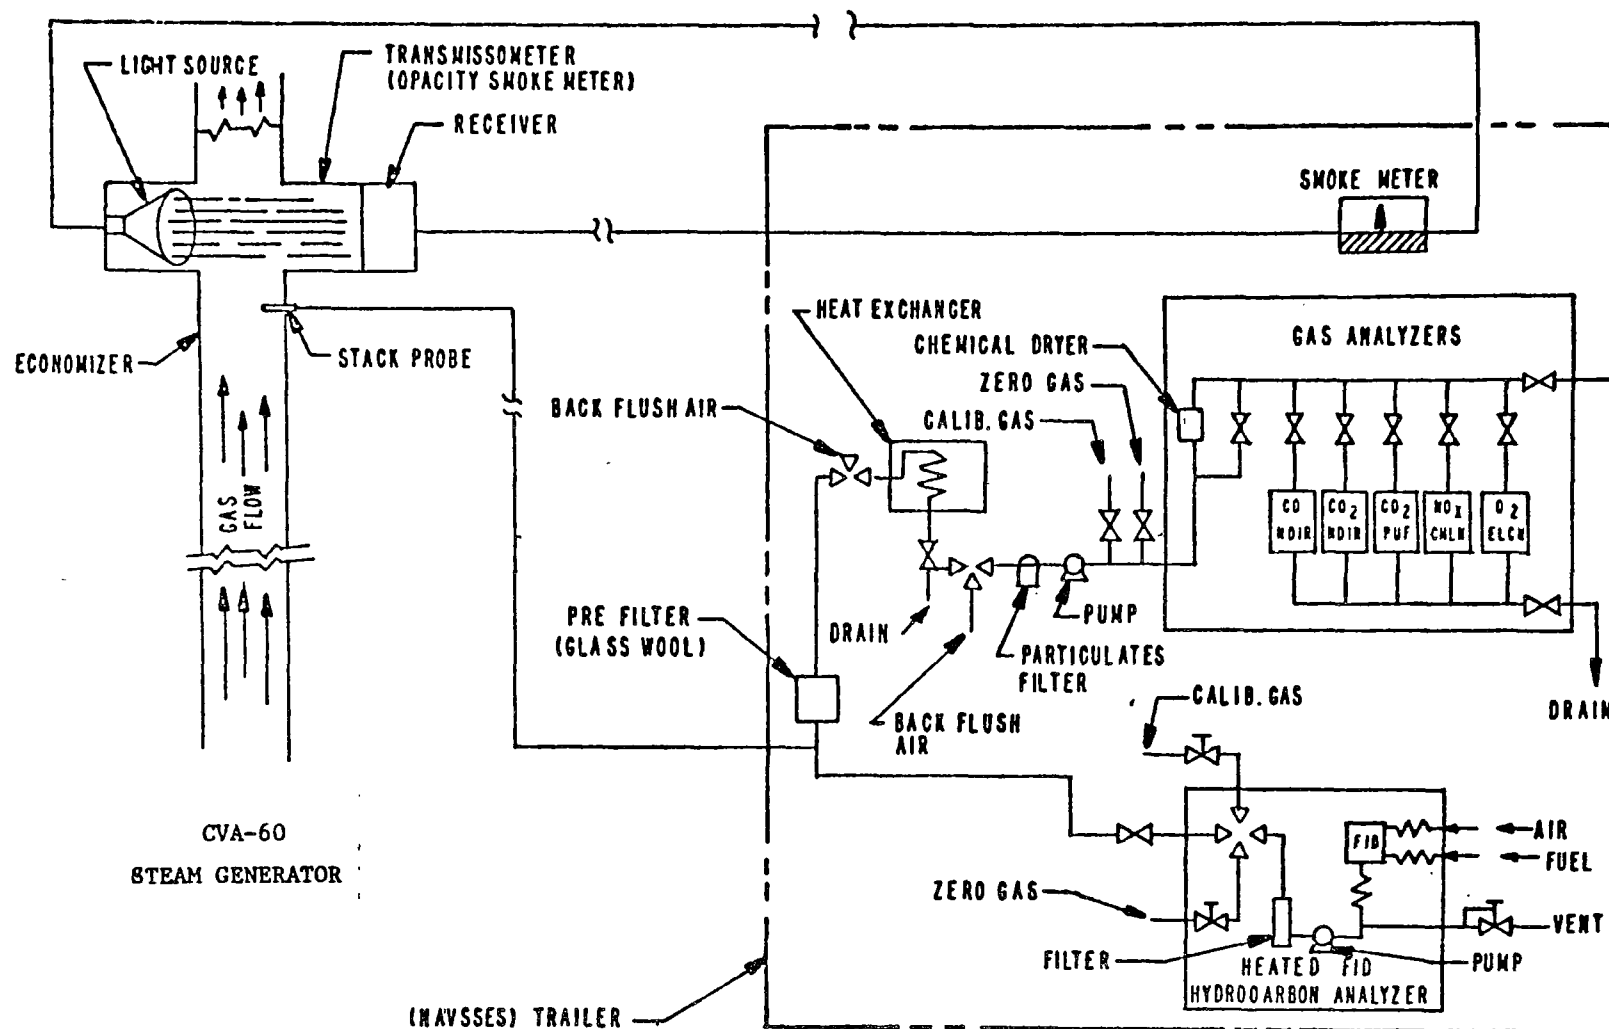 LIGHT SOURCE
TRANSMISSOMETER
(OPACITY SMOKE METER)
RECEIVER
SMOKE METER
ECONOMIZER
STACK PROBE
HEAT EXCHANGER
CHEMICAL DRYER
GAS ANALYZERS
ZERO GAS
BACK FLUSH AIR
CALIB. GAS
GAS
FLOW
CO
NDIR
CO2
NDIR
CO2
PUF
NOX
CHLM
O2
ELCH
PRE FILTER
(GLASS WOOL)
DRAIN
PUMP
PARTICULATES
FILTER
BACK FLUSH
AIR
CALIB. GAS
DRAIN
CVA-60
STEAM GENERATOR
FID
AIR
FUEL
ZERO GAS
VENT
FILTER
HEATED FID
HYDROCARBON ANALYZER
PUMP
(NAVSSES) TRAILER